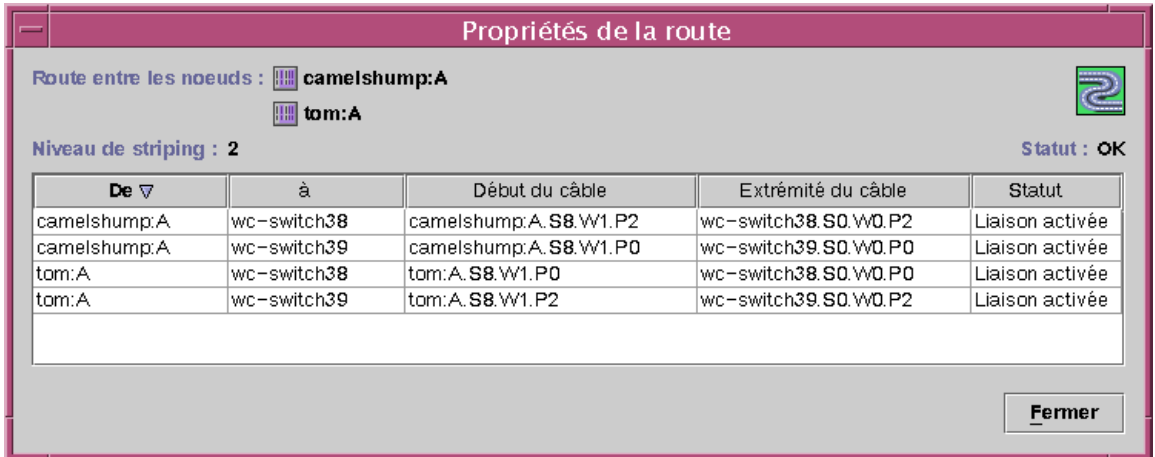 Propriétés de la route
Route entre les noeuds : camelshump:A
tom:A
Niveau de striping : 2 Statut : OK
De à Début du câble Extrémité du câble Statut
camelshump:A wc-switch38 camelshump:A.S8.W1.P2 wc-switch38.S0.W0.P2 Liaison activée
camelshump:A wc-switch39 camelshump:A.S8.W1.P0 wc-switch39.S0.W0.P0 Liaison activée
tom:A wc-switch38 tom:A.S8.W1.P0 wc-switch38.S0.W0.P0 Liaison activée
tom:A wc-switch39 tom:A.S8.W1.P2 wc-switch39.S0.W0.P2 Liaison activée
Fermer